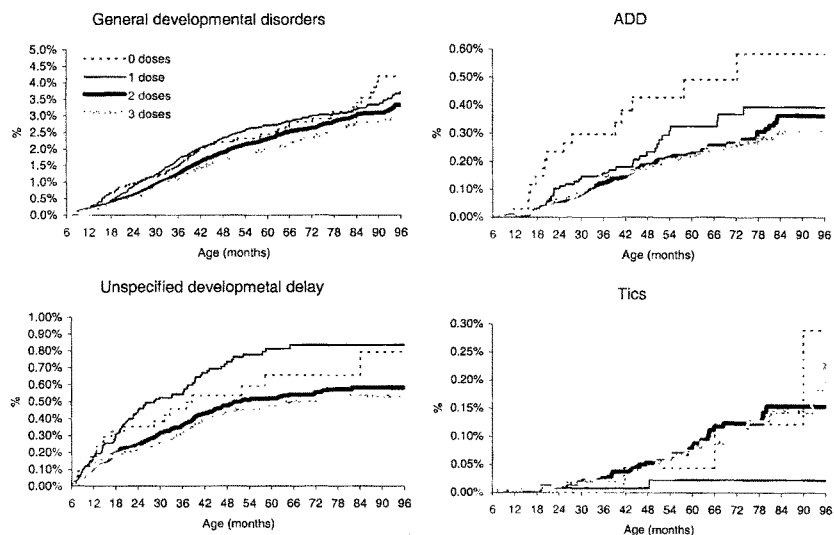 General developmental disorders
5.0%
4.5%
4.0%
3.5%
3.0%
2.5%
2.0%
1.5%
1.0%
0.5%
0.0%
%
0 doses
1 dose
2 doses
3 doses
6 12 18 24 30 36 42 48 54 60 66 72 78 84 90 96
Age (months)
ADD
0.60%
0.50%
0.40%
0.30%
0.20%
0.10%
0.00%
%
6 12 18 24 30 36 42 48 54 60 66 72 78 84 90 96
Age (months)
Unspecified developmetal delay
1.00%
0.90%
0.80%
0.70%
0.60%
0.50%
0.40%
0.30%
0.20%
0.10%
0.00%
%
6 12 18 24 30 36 42 48 54 60 66 72 78 84 90 96
Age (months)
Tics
0.30%
0.25%
0.20%
0.15%
0.10%
0.05%
0.00%
%
6 12 18 24 30 36 42 48 54 60 66 72 78 84 90 96
Age (months)